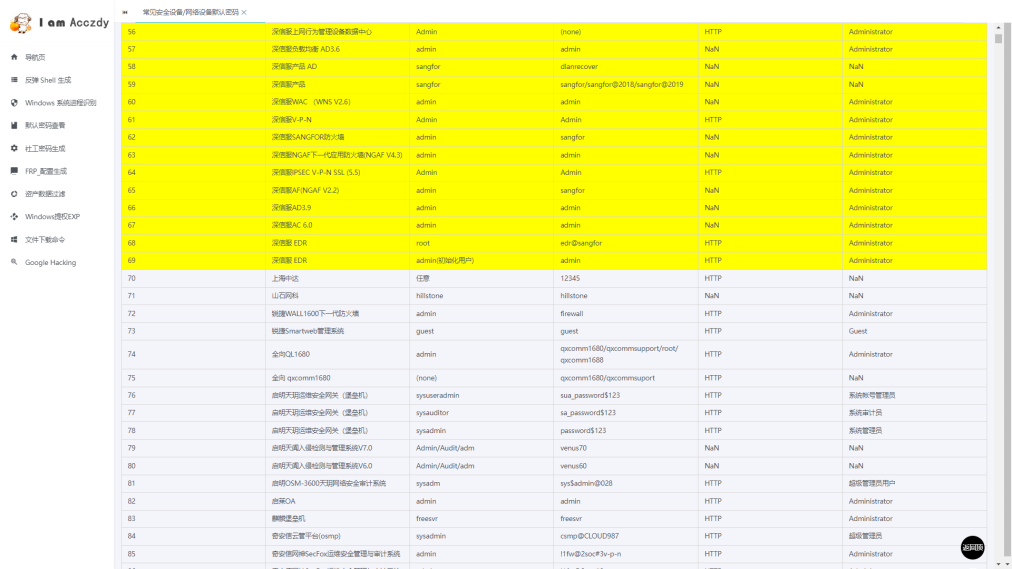 I am Acczdy
常见安全设备/网络设备默认密码 ×
导航页
反弹 Shell 生成
Windows 系统进程识别
默认密码查看
社工密码生成
FRP_配置生成
资产数据过滤
Windows提权EXP
文件下载命令
Google Hacking
56 深信服上网行为管理设备数据中心 Admin (none) HTTP Administrator
57 深信服负载均衡 AD3.6 admin admin NaN Administrator
58 深信服产品 AD sangfor dlanrecover NaN Administrator
59 深信服产品 sangfor sangfor/sangfor@2018/sangfor@2019 NaN Administrator
60 深信服WAC （WNS V2.6） admin admin NaN Administrator
61 深信服V-P-N Admin Admin HTTP Administrator
62 深信服SANGFOR防火墙 admin sangfor NaN Administrator
63 深信服NGAF下一代应用防火墙(NGAF V4.3) admin admin NaN Administrator
64 深信服IPSEC V-P-N SSL (5.5) Admin Admin HTTP Administrator
65 深信服AF(NGAF V2.2) admin sangfor NaN Administrator
66 深信服AD3.9 admin admin NaN Administrator
67 深信服AC 6.0 admin admin NaN Administrator
68 深信服 EDR root edr@sangfor HTTP Administrator
69 深信服 EDR admin(初始化用户) admin HTTP Administrator
70 上海中达 任意 12345 HTTP NaN
71 山石网科 hillstone hillstone NaN NaN
72 锐捷WALL1600下一代防火墙 admin firewall HTTP Administrator
73 锐捷Smartweb管理系统 guest guest HTTP Guest
74 全向QL1680 admin qxcomm1680/qxcommsupport/root/
qxcomm1688 HTTP Administrator
75 全向 qxcomm1680 (none) qxcomm1680/qxcommsuport HTTP NaN
76 启明天玥运维安全网关（堡垒机） sysuseradmin sua_password$123 HTTP 系统帐号管理员
77 启明天玥运维安全网关（堡垒机） sysauditor sa_password$123 HTTP 系统审计员
78 启明天玥运维安全网关（堡垒机） sysadmin password$123 HTTP 系统管理员
79 启明天阗入侵检测与管理系统V7.0 Admin/Audit/adm venus70 NaN NaN
80 启明天阗入侵检测与管理系统V6.0 Admin/Audit/adm venus60 NaN NaN
81 启明OSM-3600天玥网络安全审计系统 sysadm sys$admin@028 HTTP 超级管理员用户
82 启莱OA admin admin HTTP Administrator
83 麒麟堡垒机 freesvr freesvr HTTP Administrator
84 奇安信云管平台(osmp) sysadmin csmp@CLOUD987 HTTP 超级管理员
85 奇安信网神SecFox运维安全管理与审计系统 admin !1fw@2soc#3v-p-n HTTP Administrator
返回顶